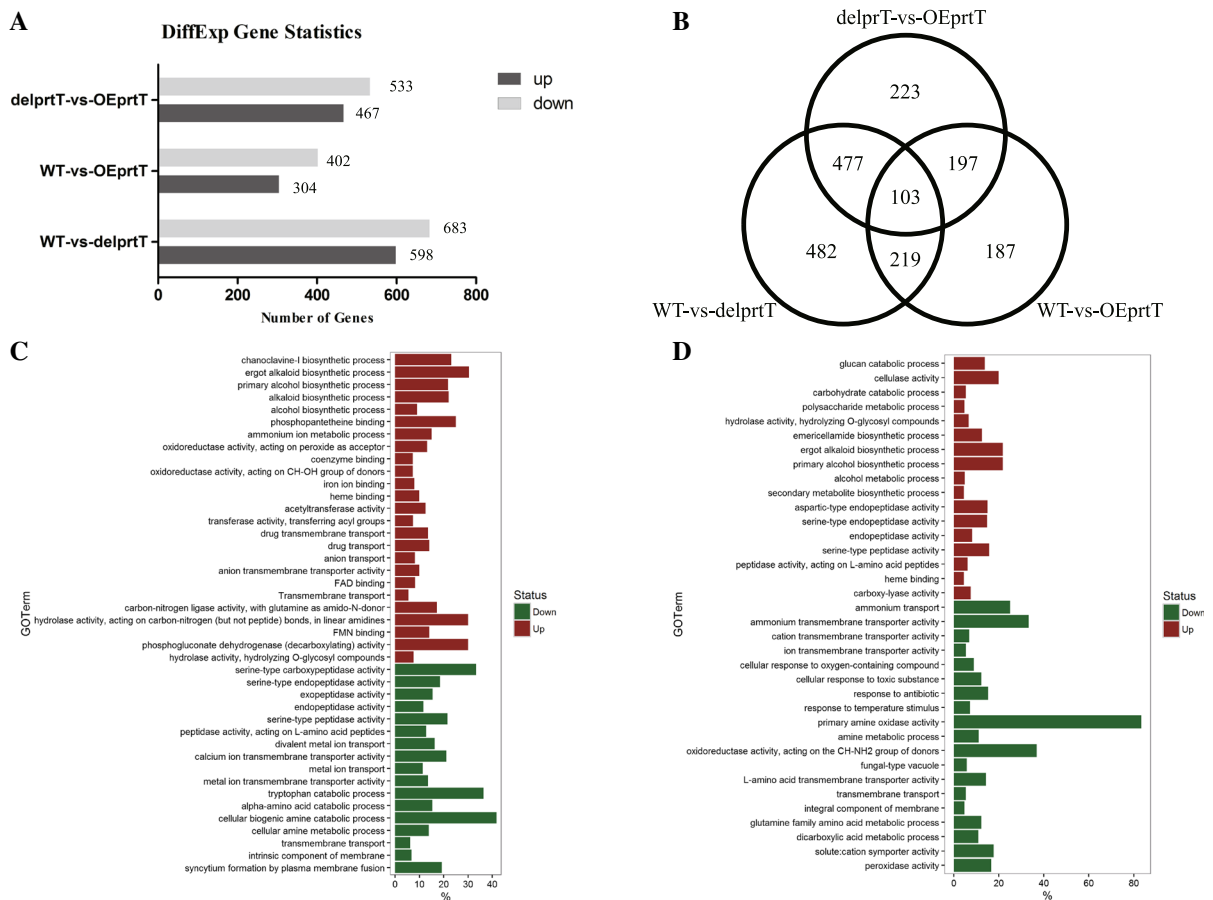 A
DiffExp Gene Statistics
delprtT-vs-OEprtT
WT-vs-OEprtT
WT-vs-delprtT
533
467
402
304
683
598
up
down
0
200
400
600
800
Number of Genes
B
delprT-vs-OEprtT
223
477
197
103
482
219
187
WT-vs-delprtT
WT-vs-OEprtT
C
GOTerm
chanoclavine-I biosynthetic process
ergot alkaloid biosynthetic process
primary alcohol biosynthetic process
alkaloid biosynthetic process
alcohol biosynthetic process
phosphopantetheine binding
ammonium ion metabolic process
oxidoreductase activity, acting on peroxide as acceptor
coenzyme binding
oxidoreductase activity, acting on CH-OH group of donors
iron ion binding
heme binding
acetyltransferase activity
transferase activity, transferring acyl groups
drug transmembrane transport
drug transport
anion transport
anion transmembrane transporter activity
FAD binding
Transmembrane transport
carbon-nitrogen ligase activity, with glutamine as amido-N-donor
hydrolase activity, acting on carbon-nitrogen (but not peptide) bonds, in linear amidines
FMN binding
phosphogluconate dehydrogenase (decarboxylating) activity
hydrolase activity, hydrolyzing O-glycosyl compounds
serine-type carboxypeptidase activity
serine-type endopeptidase activity
exopeptidase activity
endopeptidase activity
serine-type peptidase activity
peptidase activity, acting on L-amino acid peptides
divalent metal ion transport
calcium ion transmembrane transporter activity
metal ion transport
metal ion transmembrane transporter activity
tryptophan catabolic process
alpha-amino acid catabolic process
cellular biogenic amine catabolic process
cellular amine metabolic process
transmembrane transport
intrinsic component of membrane
syncytium formation by plasma membrane fusion
0
10
20
30
40
%
Status
Down
Up
D
GOTerm
glucan catabolic process
cellulase activity
carbohydrate catabolic process
polysaccharide metabolic process
hydrolase activity, hydrolyzing O-glycosyl compounds
emericellamide biosynthetic process
ergot alkaloid biosynthetic process
primary alcohol biosynthetic process
alcohol metabolic process
secondary metabolite biosynthetic process
aspartic-type endopeptidase activity
serine-type endopeptidase activity
endopeptidase activity
serine-type peptidase activity
peptidase activity, acting on L-amino acid peptides
heme binding
carboxy-lyase activity
ammonium transport
ammonium transmembrane transporter activity
cation transmembrane transporter activity
ion transmembrane transporter activity
cellular response to oxygen-containing compound
cellular response to toxic substance
response to antibiotic
response to temperature stimulus
primary amine oxidase activity
amine metabolic process
oxidoreductase activity, acting on the CH-NH2 group of donors
fungal-type vacuole
L-amino acid transmembrane transporter activity
transmembrane transport
integral component of membrane
glutamine family amino acid metabolic process
dicarboxylic acid metabolic process
solute:cation symporter activity
peroxidase activity
0
20
40
60
80
%
Status
Down
Up